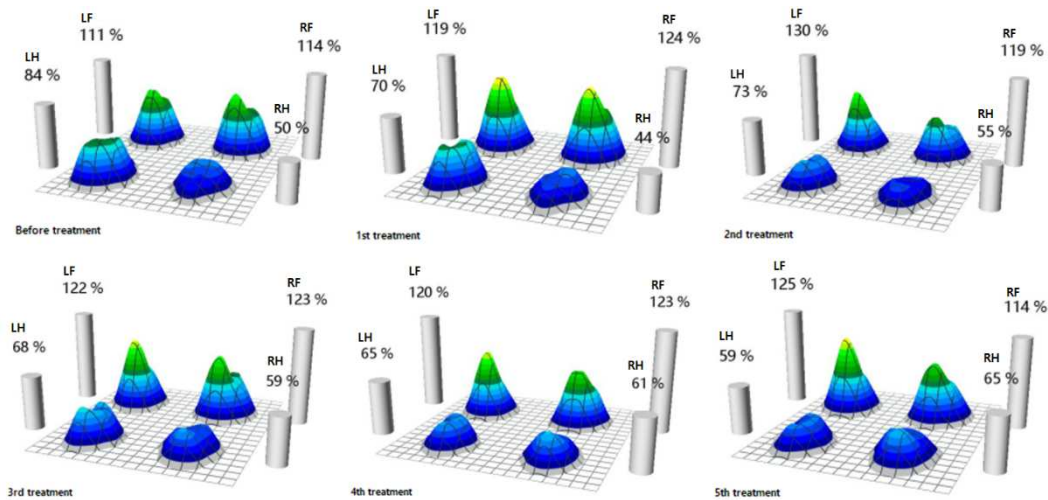 LF
111 %
RF
114 %
LH
84 %
RH
50 %
Before treatment
LF
119 %
RF
124 %
LH
70 %
RH
44 %
1st treatment
LF
130 %
RF
119 %
LH
73 %
RH
55 %
2nd treatment
LF
122 %
RF
123 %
LH
68 %
RH
59 %
3rd treatment
LF
120 %
RF
123 %
LH
65 %
RH
61 %
4th treatment
LF
125 %
RF
114 %
LH
59 %
RH
65 %
5th treatment